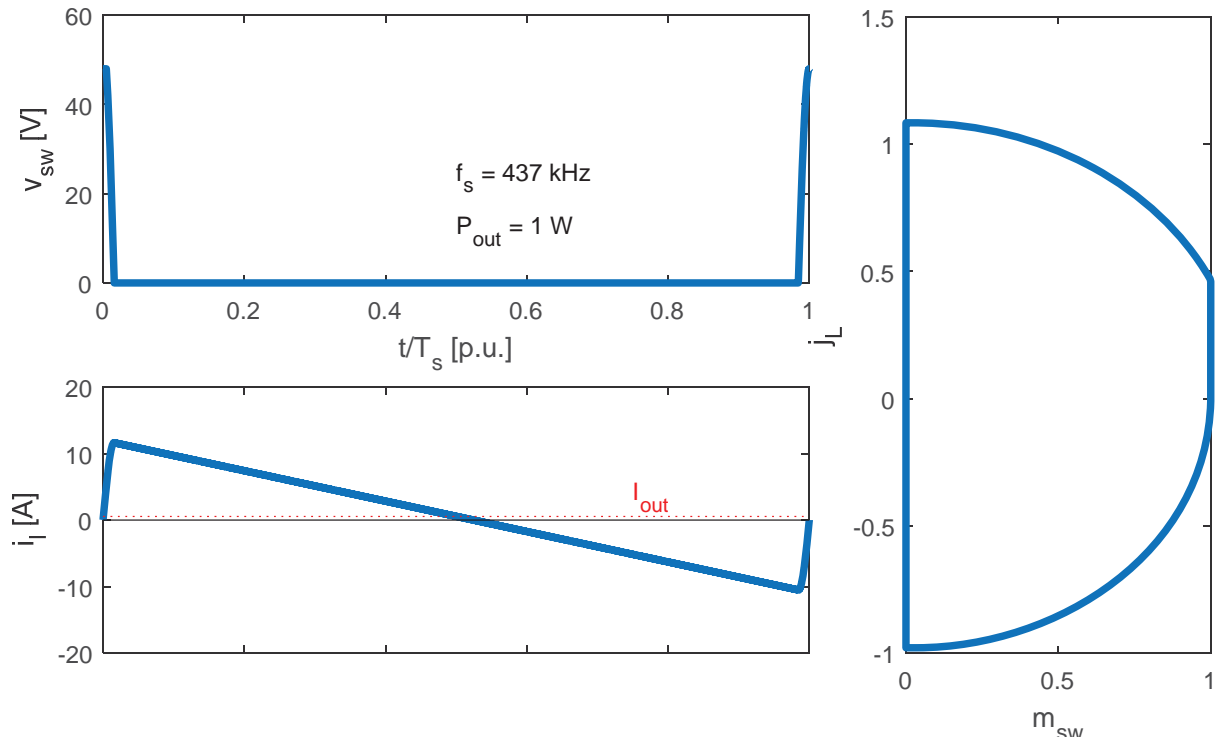 60
40
20
0
v_sw [V]
f_s = 437 kHz
P_out = 1 W
0 0.2 0.4 0.6 0.8 1
t/T_s [p.u.]
20
10
0
-10
-20
i_l [A]
I_out
1.5
1
0.5
0
-0.5
-1
j_L
0 0.5 1
m_sw